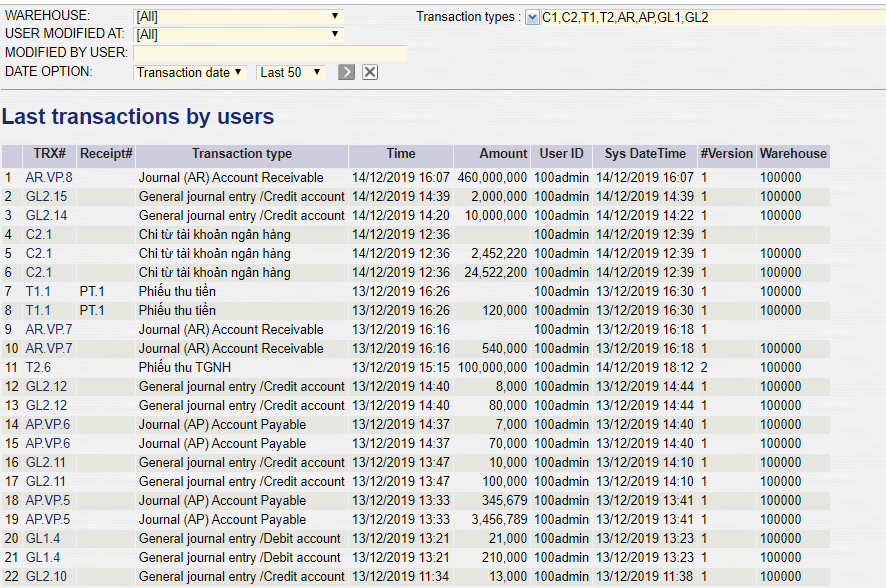 WAREHOUSE: [All] Transaction types : C1,C2,T1,T2,AR,AP,GL1,GL2
USER MODIFIED AT: [All]
MODIFIED BY USER:
DATE OPTION: Transaction date Last 50
Last transactions by users
TRX# Receipt# Transaction type Time Amount User ID Sys DateTime #Version Warehouse
1 AR.VP.8 Journal (AR) Account Receivable 14/12/2019 16:07 460,000,000 100admin 14/12/2019 16:07 1 100000
2 GL2.15 General journal entry /Credit account 14/12/2019 14:39 2,000,000 100admin 14/12/2019 14:39 1 100000
3 GL2.14 General journal entry /Credit account 14/12/2019 14:20 10,000,000 100admin 14/12/2019 14:22 1 100000
4 C2.1 Chi từ tài khoản ngân hàng 14/12/2019 12:36 100admin 14/12/2019 12:39 1
5 C2.1 Chi từ tài khoản ngân hàng 14/12/2019 12:36 2,452,220 100admin 14/12/2019 12:39 1 100000
6 C2.1 Chi từ tài khoản ngân hàng 14/12/2019 12:36 24,522,200 100admin 14/12/2019 12:39 1 100000
7 T1.1 PT.1 Phiếu thu tiền 13/12/2019 16:26 100admin 13/12/2019 16:30 1 100000
8 T1.1 PT.1 Phiếu thu tiền 13/12/2019 16:26 120,000 100admin 13/12/2019 16:30 1 100000
9 AR.VP.7 Journal (AR) Account Receivable 13/12/2019 16:16 100admin 13/12/2019 16:18 1
10 AR.VP.7 Journal (AR) Account Receivable 13/12/2019 16:16 540,000 100admin 13/12/2019 16:18 1 100000
11 T2.6 Phiếu thu TGNH 13/12/2019 15:15 100,000,000 100admin 14/12/2019 18:12 2 100000
12 GL2.12 General journal entry /Credit account 13/12/2019 14:40 8,000 100admin 13/12/2019 14:44 1 100000
13 GL2.12 General journal entry /Credit account 13/12/2019 14:40 80,000 100admin 13/12/2019 14:44 1 100000
14 AP.VP.6 Journal (AP) Account Payable 13/12/2019 14:37 7,000 100admin 13/12/2019 14:40 1 100000
15 AP.VP.6 Journal (AP) Account Payable 13/12/2019 14:37 70,000 100admin 13/12/2019 14:40 1 100000
16 GL2.11 General journal entry /Credit account 13/12/2019 13:47 10,000 100admin 13/12/2019 14:10 1 100000
17 GL2.11 General journal entry /Credit account 13/12/2019 13:47 100,000 100admin 13/12/2019 14:10 1 100000
18 AP.VP.5 Journal (AP) Account Payable 13/12/2019 13:33 345,679 100admin 13/12/2019 13:41 1 100000
19 AP.VP.5 Journal (AP) Account Payable 13/12/2019 13:33 3,456,789 100admin 13/12/2019 13:41 1 100000
20 GL1.4 General journal entry /Debit account 13/12/2019 13:21 21,000 100admin 13/12/2019 13:23 1 100000
21 GL1.4 General journal entry /Debit account 13/12/2019 13:21 210,000 100admin 13/12/2019 13:23 1 100000
22 GL2.10 General journal entry /Credit account 13/12/2019 11:34 13,000 100admin 13/12/2019 11:38 1 100000